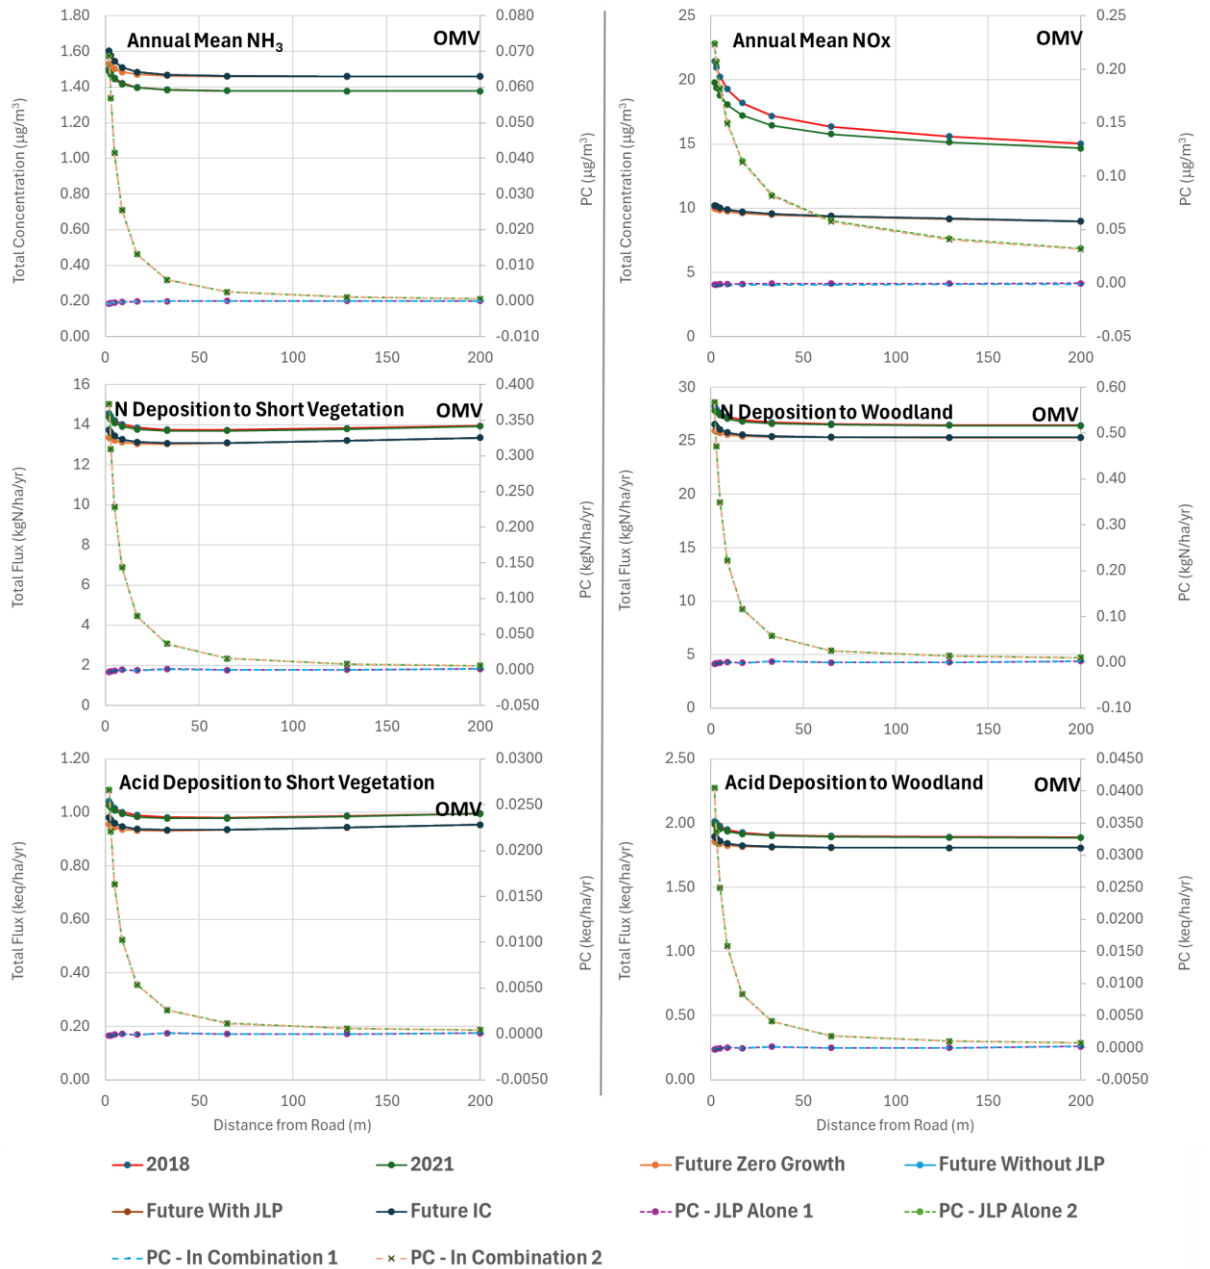 Annual Mean NH₃
OMV
1.80
1.60
1.40
1.20
1.00
0.80
0.60
0.40
0.20
0.00
Total Concentration (µg/m³)
0.080
0.070
0.060
0.050
0.040
0.030
0.020
0.010
0.000
-0.010
PC (µg/m³)
0 50 100 150 200
Annual Mean NOx
OMV
25
20
15
10
5
0
Total Concentration (µg/m³)
0.25
0.20
0.15
0.10
0.05
0.00
-0.05
PC (µg/m³)
0 50 100 150 200
N Deposition to Short Vegetation
OMV
16
14
12
10
8
6
4
2
0
Total Flux (kgN/ha/yr)
0.400
0.350
0.300
0.250
0.200
0.150
0.100
0.050
0.000
-0.050
PC (kgN/ha/yr)
0 50 100 150 200
N Deposition to Woodland
OMV
30
25
20
15
10
5
0
Total Flux (kgN/ha/yr)
0.60
0.50
0.40
0.30
0.20
0.10
0.00
-0.10
PC (kgN/ha/yr)
0 50 100 150 200
Acid Deposition to Short Vegetation
OMV
1.20
1.00
0.80
0.60
0.40
0.20
0.00
Total Flux (keq/ha/yr)
0.0300
0.0250
0.0200
0.0150
0.0100
0.0050
0.0000
-0.0050
PC (keq/ha/yr)
0 50 100 150 200
Distance from Road (m)
Acid Deposition to Woodland
OMV
2.50
2.00
1.50
1.00
0.50
0.00
Total Flux (keq/ha/yr)
0.0450
0.0400
0.0350
0.0300
0.0250
0.0200
0.0150
0.0100
0.0050
0.0000
-0.0050
PC (keq/ha/yr)
0 50 100 150 200
Distance from Road (m)
2018 2021 Future Zero Growth Future Without JLP
Future With JLP Future IC PC - JLP Alone 1 PC - JLP Alone 2
PC - In Combination 1 PC - In Combination 2